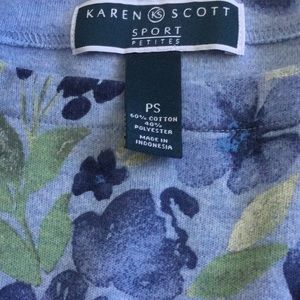 KAREN KS SCOTT
SPORT
PETITES
PS
60% COTTON
40%
POLYESTER
MADE IN
INDONESIA